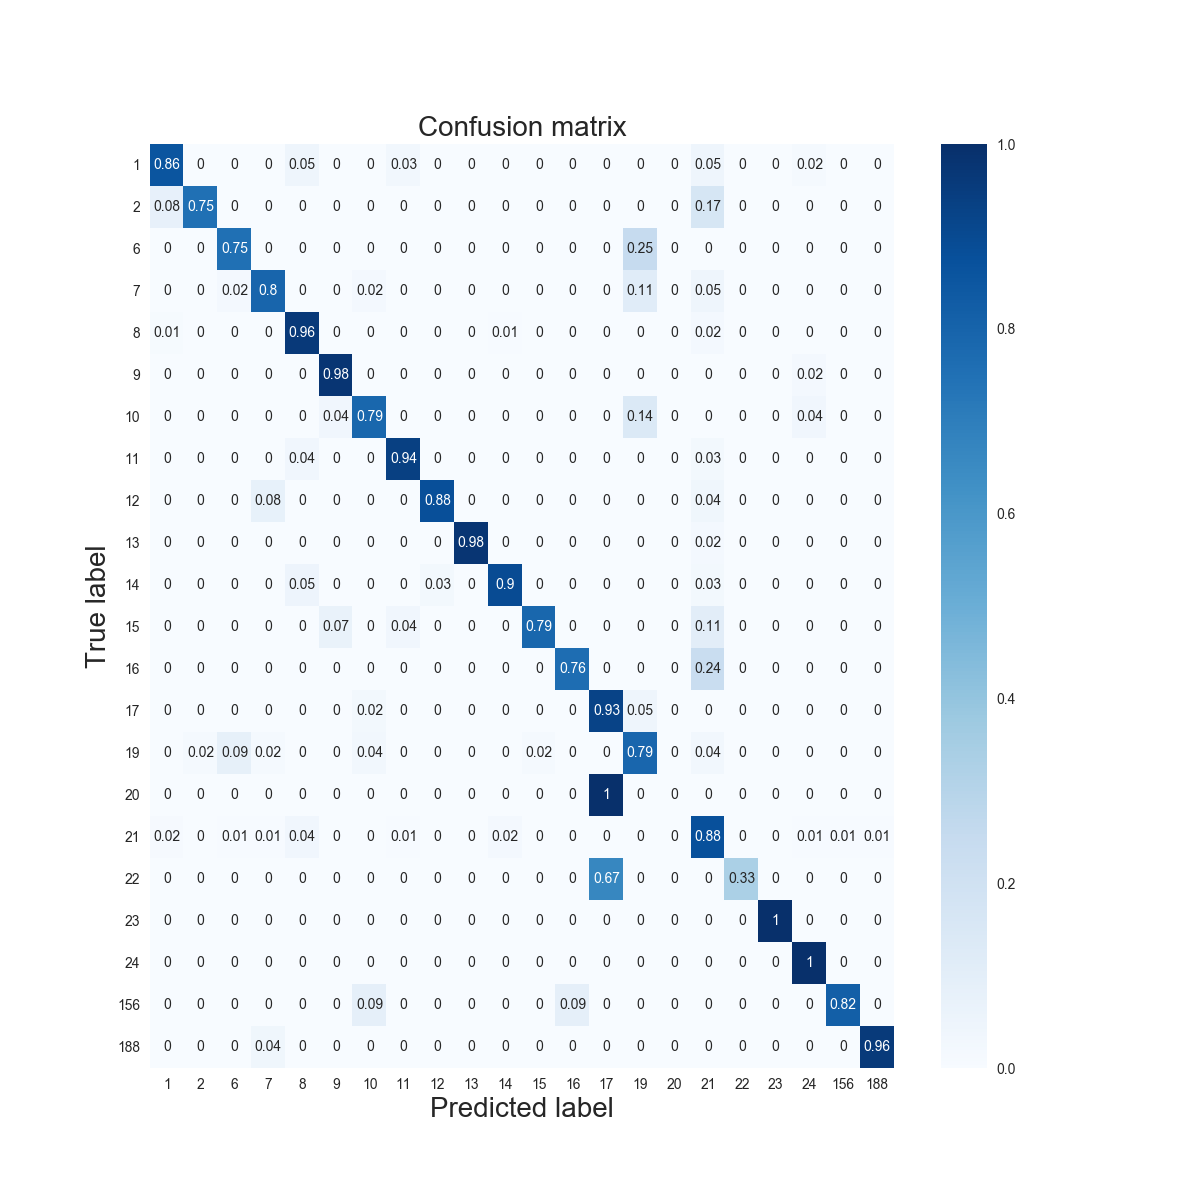 Confusion matrix
1 0.86 0 0 0 0.05 0 0 0.03 0 0 0 0 0 0 0 0 0.05 0 0 0.02 0 0
2 0.08 0.75 0 0 0 0 0 0 0 0 0 0 0 0 0 0 0.17 0 0 0 0 0
6 0 0 0.75 0 0 0 0 0 0 0 0 0 0 0 0.25 0 0 0 0 0 0 0
7 0 0 0.02 0.8 0 0 0.02 0 0 0 0 0 0 0 0.11 0 0.05 0 0 0 0 0
8 0.01 0 0 0 0.96 0 0 0 0 0 0.01 0 0 0 0 0 0.02 0 0 0 0 0
9 0 0 0 0 0 0.98 0 0 0 0 0 0 0 0 0 0 0 0 0 0.02 0 0
10 0 0 0 0 0 0.04 0.79 0 0 0 0 0 0 0 0.14 0 0 0 0 0.04 0 0
11 0 0 0 0 0.04 0 0 0.94 0 0 0 0 0 0 0 0 0.03 0 0 0 0 0
12 0 0 0 0.08 0 0 0 0 0.88 0 0 0 0 0 0 0 0.04 0 0 0 0 0
13 0 0 0 0 0 0 0 0 0 0.98 0 0 0 0 0 0 0.02 0 0 0 0 0
14 0 0 0 0 0.05 0 0 0 0.03 0 0.9 0 0 0 0 0 0.03 0 0 0 0 0
15 0 0 0 0 0 0.07 0 0.04 0 0 0 0.79 0 0 0 0 0.11 0 0 0 0 0
16 0 0 0 0 0 0 0 0 0 0 0 0 0.76 0 0 0 0.24 0 0 0 0 0
17 0 0 0 0 0 0 0.02 0 0 0 0 0 0 0.93 0.05 0 0 0 0 0 0 0
19 0 0.02 0.09 0.02 0 0 0.04 0 0 0 0 0.02 0 0 0.79 0 0.04 0 0 0 0 0
20 0 0 0 0 0 0 0 0 0 0 0 0 0 1 0 0 0 0 0 0 0 0
21 0.02 0 0.01 0.01 0.04 0 0 0.01 0 0 0.02 0 0 0 0 0 0.88 0 0 0.01 0.01 0.01
22 0 0 0 0 0 0 0 0 0 0 0 0 0 0.67 0 0 0 0.33 0 0 0 0
23 0 0 0 0 0 0 0 0 0 0 0 0 0 0 0 0 0 0 1 0 0 0
24 0 0 0 0 0 0 0 0 0 0 0 0 0 0 0 0 0 0 0 1 0 0
156 0 0 0 0 0 0 0.09 0 0 0 0 0 0.09 0 0 0 0 0 0 0 0.82 0
188 0 0 0 0.04 0 0 0 0 0 0 0 0 0 0 0 0 0 0 0 0 0 0.96
1 2 6 7 8 9 10 11 12 13 14 15 16 17 19 20 21 22 23 24 156 188
Predicted label
True label
1.0
0.8
0.6
0.4
0.2
0.0